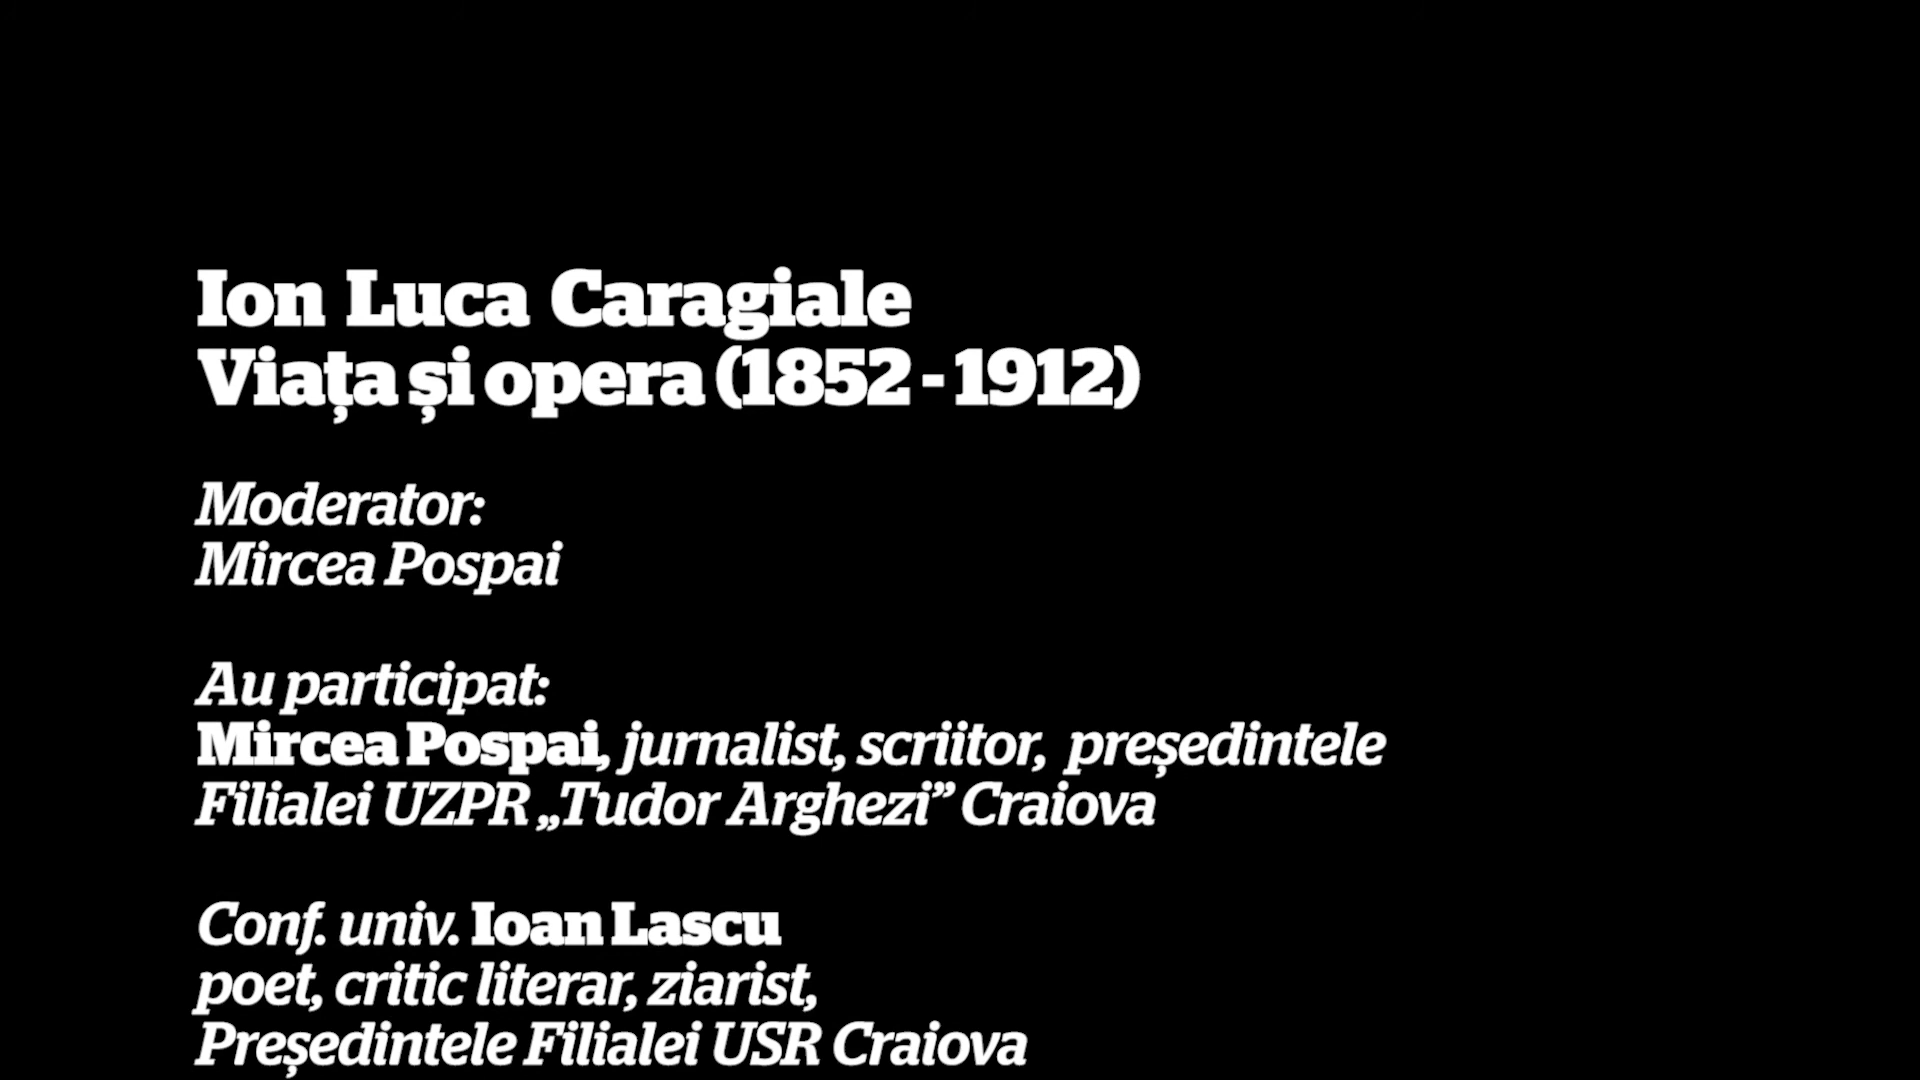 Ion Luca Caragiale
Viața și opera (1852 - 1912)
Moderator:
Mircea Pospai
Au participat:
Mircea Pospai, jurnalist, scriitor, președintele
Filialei UZPR „Tudor Arghezi” Craiova
Conf. univ. Ioan Lascu
poet, critic literar, ziarist,
Președintele Filialei USR Craiova